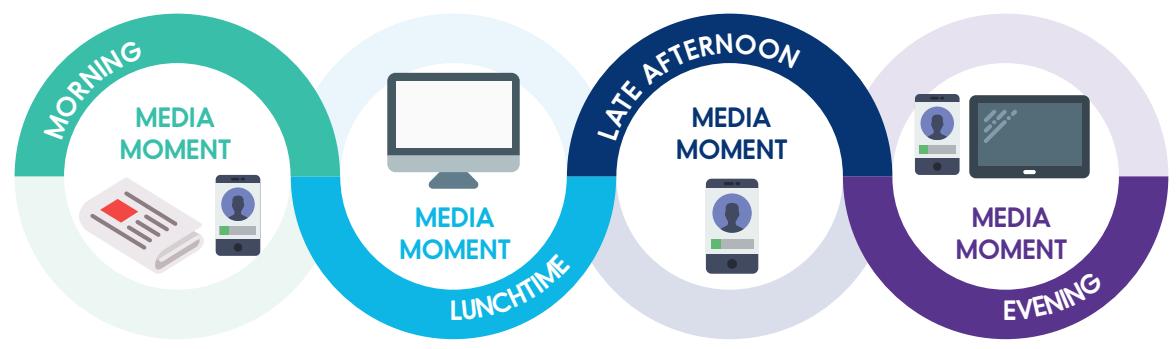 MORNING
MEDIA
MOMENT
MEDIA
MOMENT
LUNCHTIME
LATE AFTERNOON
MEDIA
MOMENT
MEDIA
MOMENT
EVENING